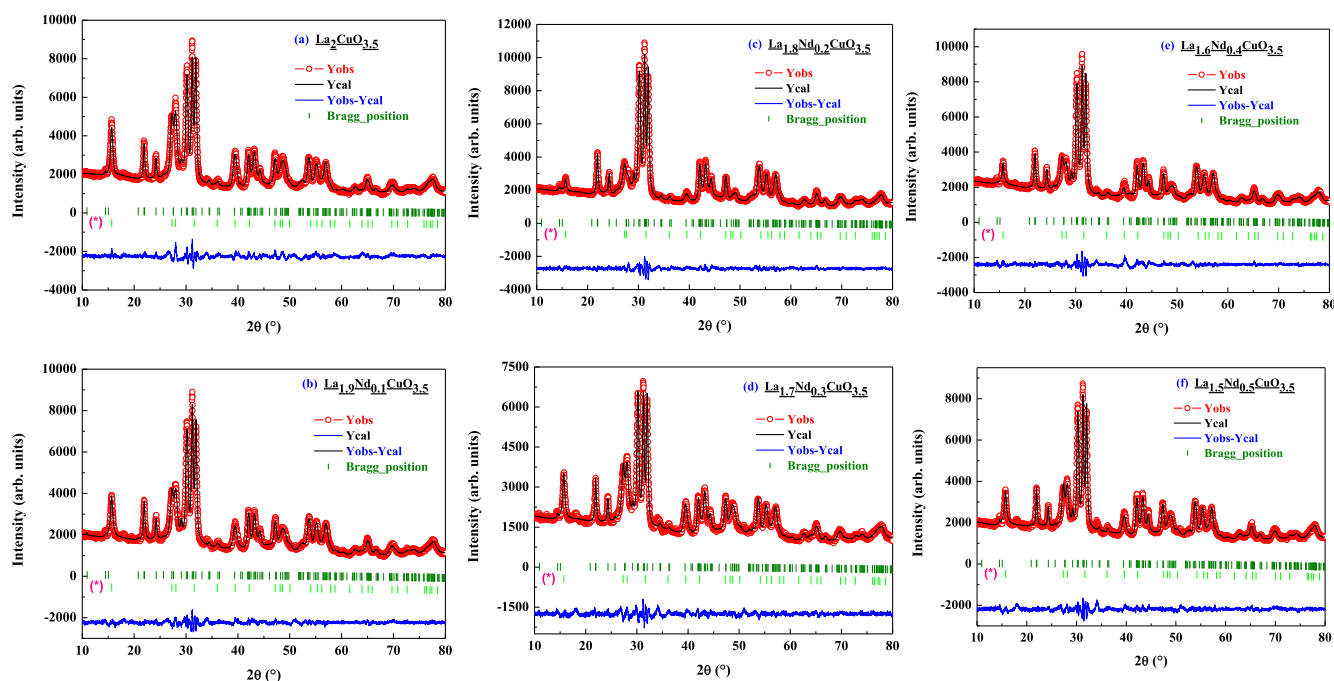 (a) La2CuO3.5
Yobs
Ycal
Yobs-Ycal
Bragg_position
(*)
10000
8000
6000
4000
2000
0
-2000
-4000
10 20 30 40 50 60 70 80
2θ (°)
Intensity (arb. units)
(c) La1.8Nd0.2CuO3.5
Yobs
Ycal
Yobs-Ycal
Bragg_position
(*)
12000
10000
8000
6000
4000
2000
0
-2000
-4000
10 20 30 40 50 60 70 80
2θ (°)
Intensity (arb. units)
(e) La1.6Nd0.4CuO3.5
Yobs
Ycal
Yobs-Ycal
Bragg_position
(*)
10000
8000
6000
4000
2000
0
-2000
-4000
10 20 30 40 50 60 70 80
2θ (°)
Intensity (arb. units)
(b) La1.9Nd0.1CuO3.5
Yobs
Ycal
Yobs-Ycal
Bragg_position
(*)
10000
8000
6000
4000
2000
0
-2000
10 20 30 40 50 60 70 80
2θ (°)
Intensity (arb. units)
(d) La1.7Nd0.3CuO3.5
Yobs
Ycal
Yobs-Ycal
Bragg_position
(*)
7500
6000
4500
3000
1500
0
-1500
10 20 30 40 50 60 70 80
2θ (°)
Intensity (arb. units)
(f) La1.5Nd0.5CuO3.5
Yobs
Ycal
Yobs-Ycal
Bragg_position
(*)
8000
6000
4000
2000
0
-2000
10 20 30 40 50 60 70 80
2θ (°)
Intensity (arb. units)